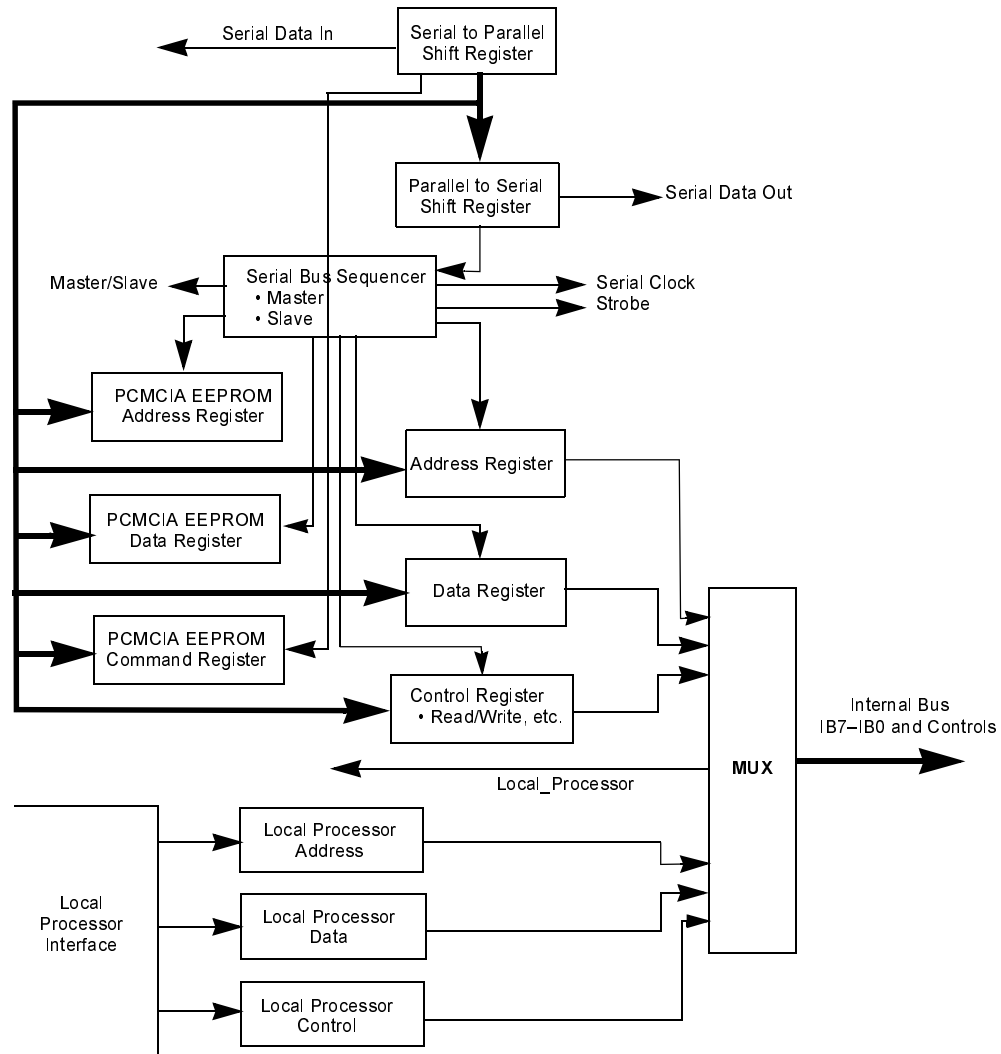 Serial Data In
Serial to Parallel
Shift Register
Parallel to Serial
Shift Register
Serial Data Out
Master/Slave
Serial Bus Sequencer
• Master
• Slave
Serial Clock
Strobe
PCMCIA EEPROM
Address Register
Address Register
PCMCIA EEPROM
Data Register
Data Register
PCMCIA EEPROM
Command Register
Control Register
• Read/Write, etc.
Internal Bus
IB7–IB0 and Controls
MUX
Local_Processor
Local Processor
Address
Local
Processor
Interface
Local Processor
Data
Local Processor
Control